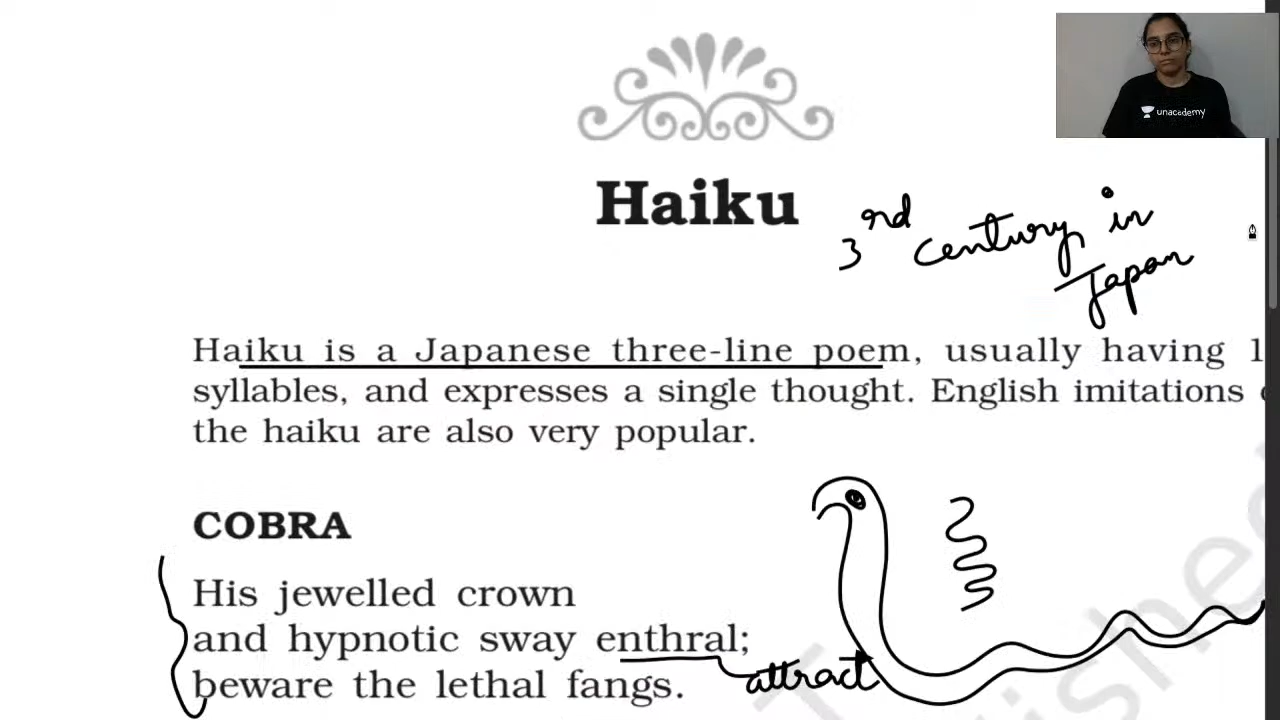 unacademy
Haiku
3rd century in
Japan
Haiku is a Japanese three-line poem, usually having 1
syllables, and expresses a single thought. English imitations
the haiku are also very popular.
COBRA
His jewelled crown
and hypnotic sway enthral;
attract
beware the lethal fangs.